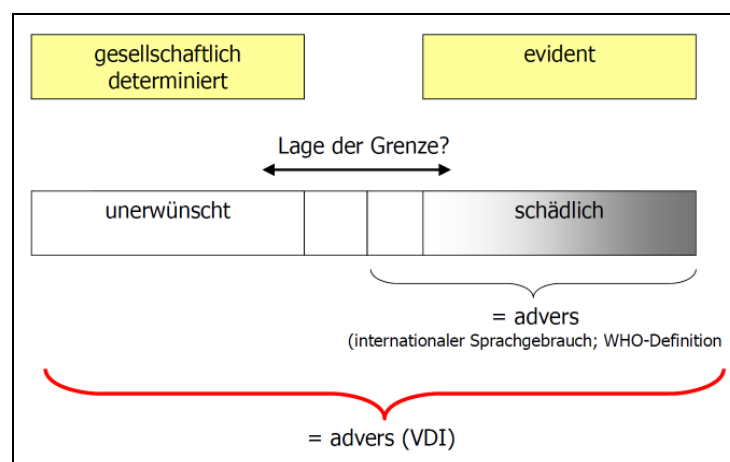 gesellschaftlich
determiniert
evident
Lage der Grenze?
unerwünscht
schädlich
= advers
(internationaler Sprachgebrauch; WHO-Definition
= advers (VDI)